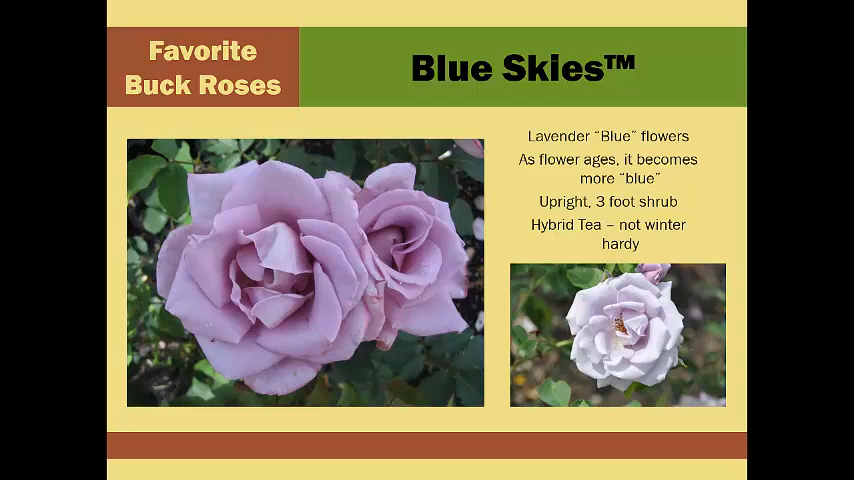 Favorite
Buck Roses
Blue Skies™
Lavender “Blue” flowers
As flower ages, it becomes
more “blue”
Upright, 3 foot shrub
Hybrid Tea – not winter
hardy